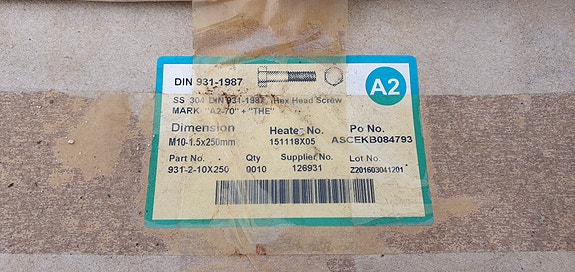 DIN 931-1987
A2
SS 304 DIN 931-1987 Hex Head Screw
MARK: "A2-70" + "THE"
Dimension Heater No. Po No.
M10-1.5x250mm 151118X05 ASCEKB084793
Part No. Qty Supplier No. Lot No.
931-2-10X250 0010 126931 Z201603041201